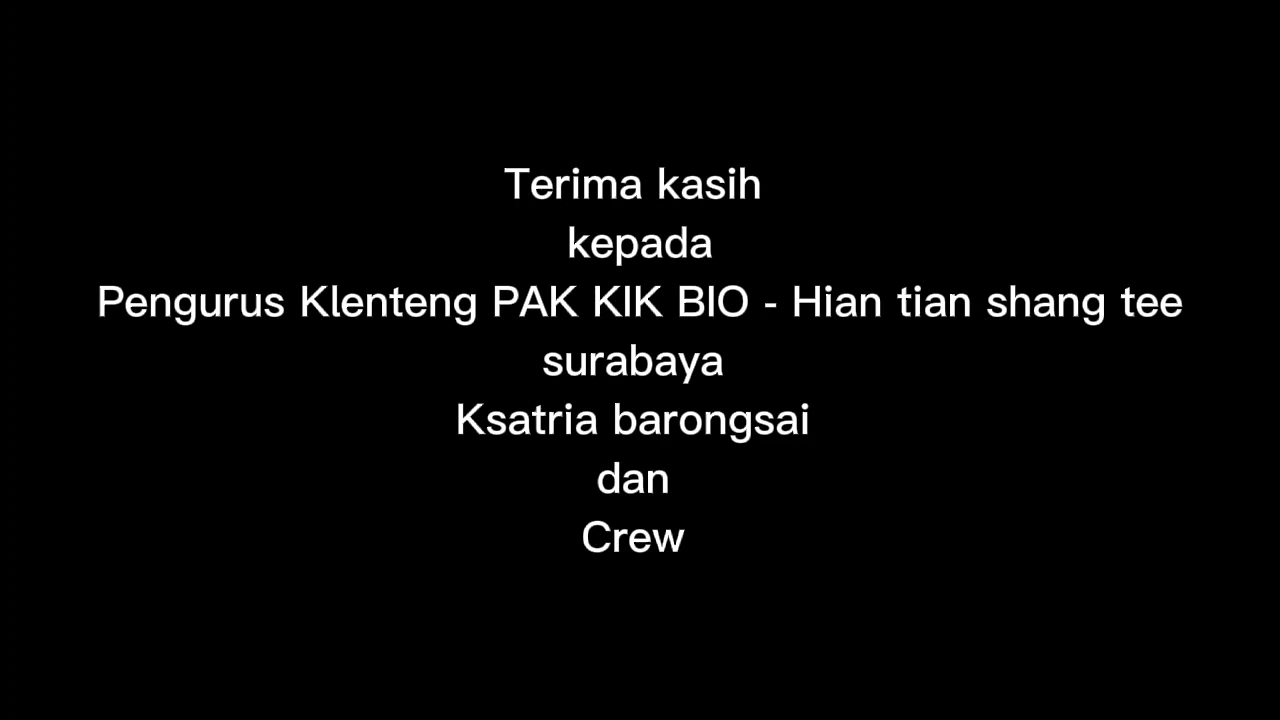 Terima kasih
kepada
Pengurus Klenteng PAK KIK BIO - Hian tian shang tee
surabaya
Ksatria barongsai
dan
Crew